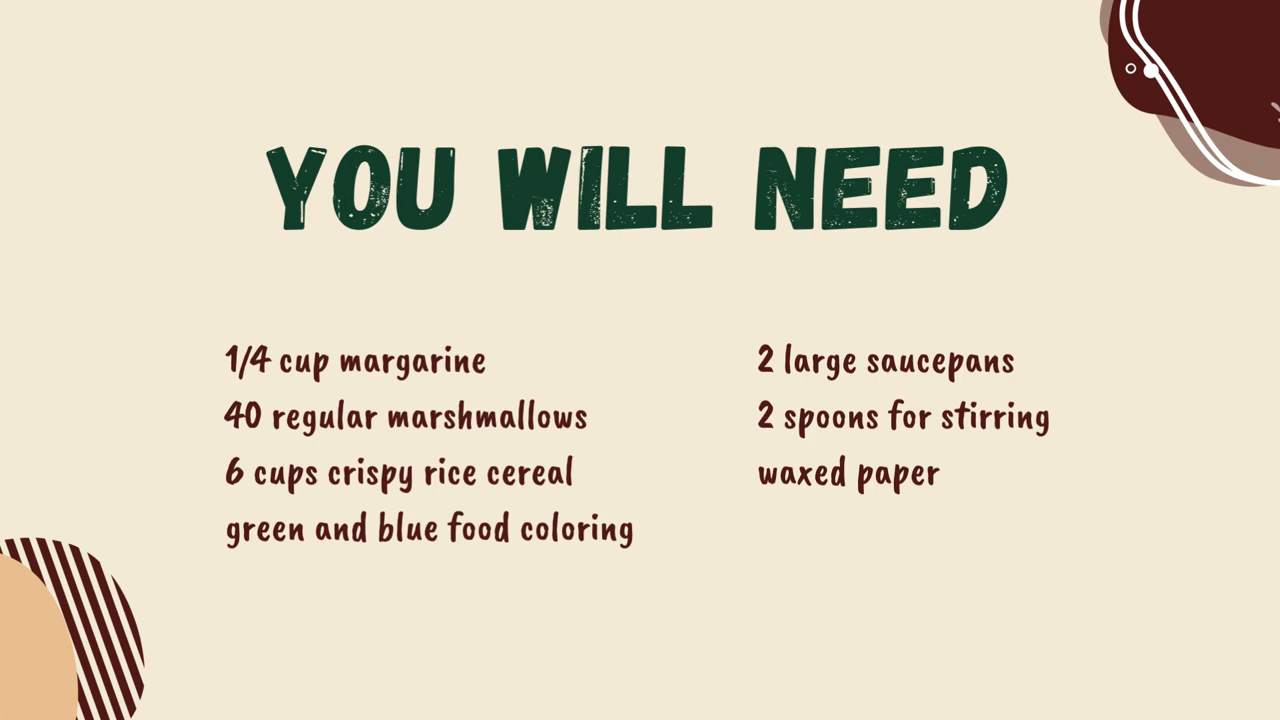 YOU WILL NEED
1/4 cup margarine
40 regular marshmallows
6 cups crispy rice cereal
green and blue food coloring
2 large saucepans
2 spoons for stirring
waxed paper